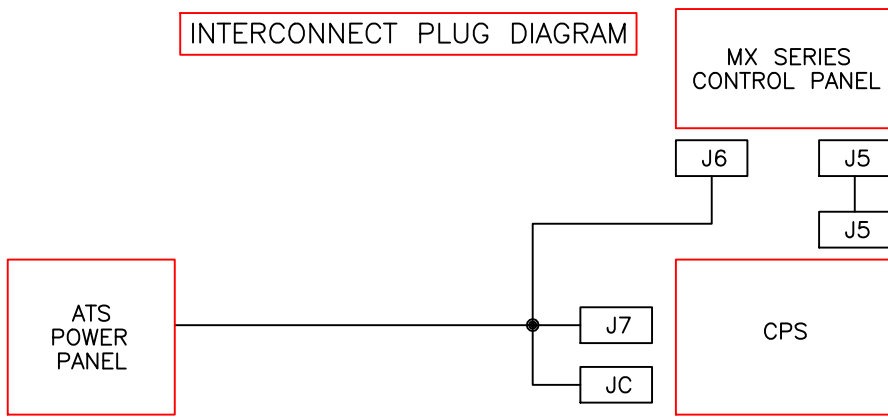 INTERCONNECT PLUG DIAGRAM
MX SERIES
CONTROL PANEL
J6
J5
J5
ATS
POWER
PANEL
J7
CPS
JC